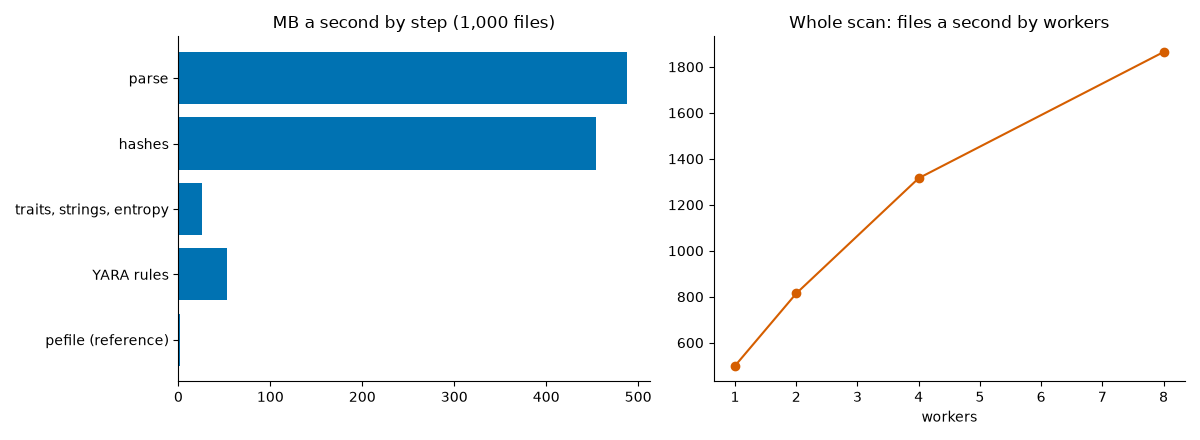 MB a second by step (1,000 files)
parse
hashes
traits, strings, entropy
YARA rules
pefile (reference)
0 100 200 300 400 500
Whole scan: files a second by workers
1800
1600
1400
1200
1000
800
600
1 2 3 4 5 6 7 8
workers